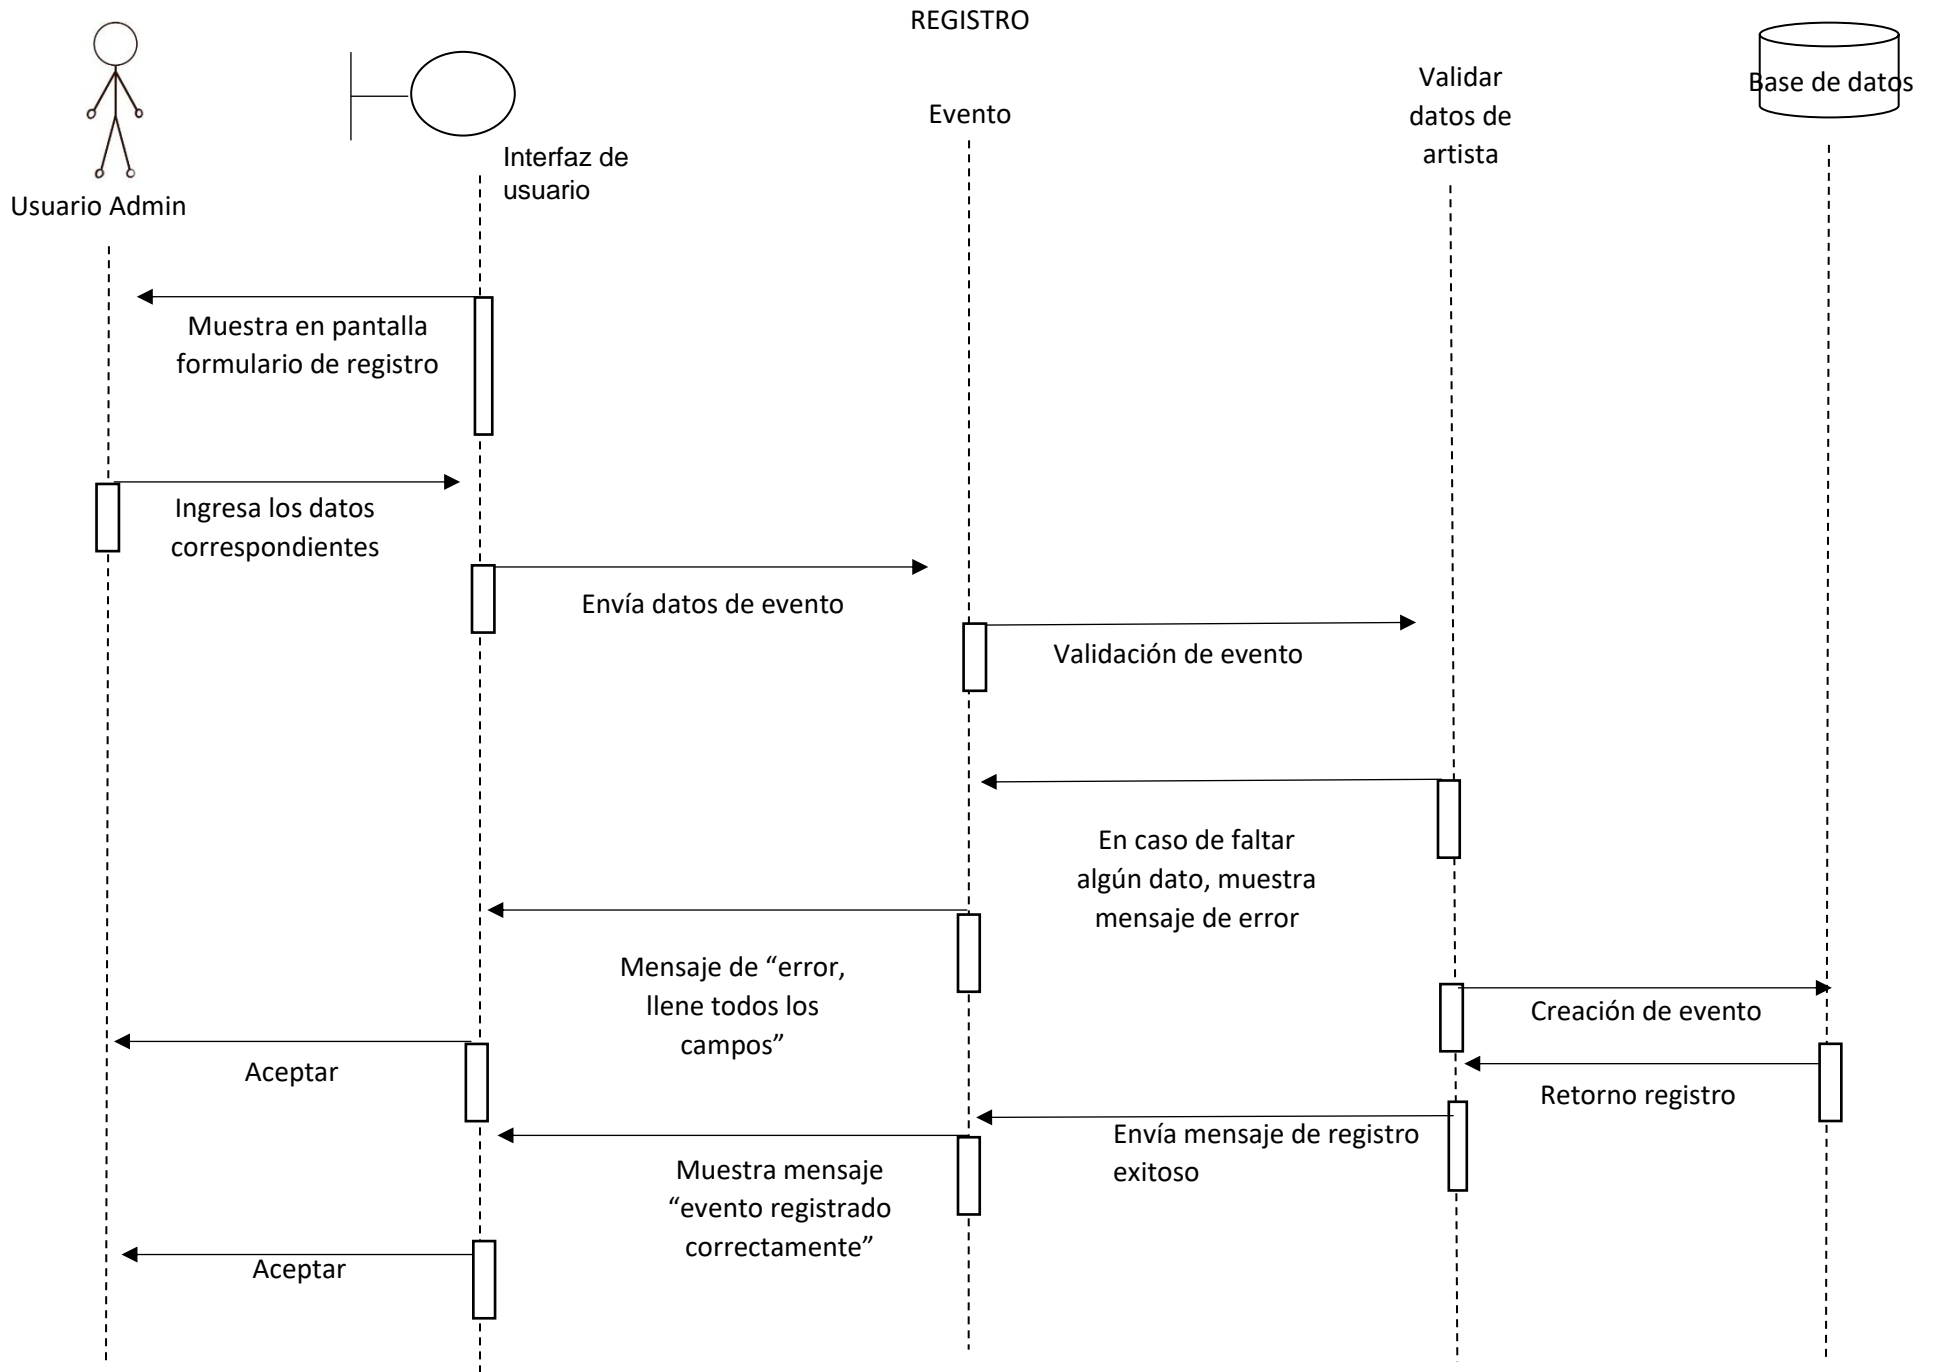 REGISTRO
Usuario Admin
Interfaz de
usuario
Evento
Validar
datos de
artista
Base de datos
Muestra en pantalla
formulario de registro
Ingresa los datos
correspondientes
Envía datos de evento
Validación de evento
En caso de faltar
algún dato, muestra
mensaje de error
Mensaje de “error,
llene todos los
campos”
Creación de evento
Aceptar
Retorno registro
Envía mensaje de registro
exitoso
Muestra mensaje
“evento registrado
correctamente”
Aceptar